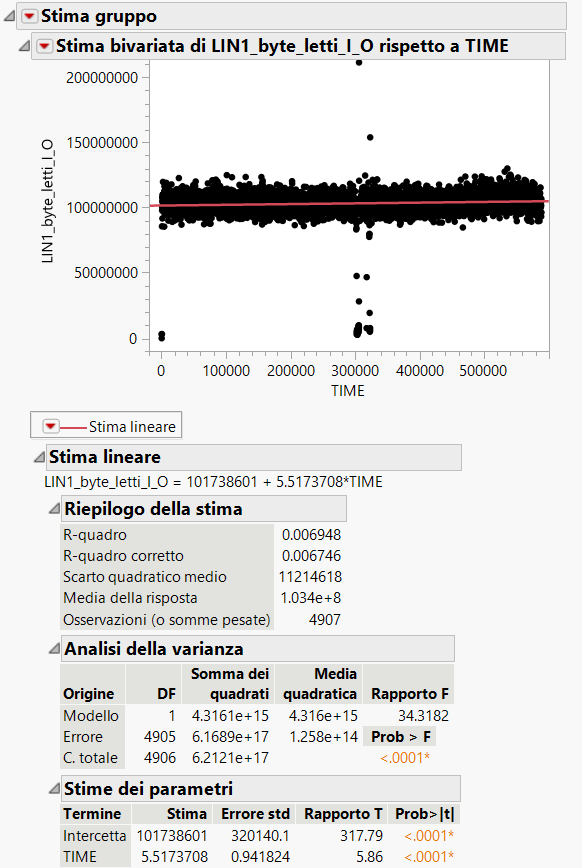 Stima gruppo
Stima bivariata di LIN1_byte_letti_I_O rispetto a TIME
200000000
150000000
100000000
50000000
0
LIN1_byte_letti_I_O
0 100000 200000 300000 400000 500000
TIME
Stima lineare
Stima lineare
LIN1_byte_letti_I_O = 101738601 + 5.5173708*TIME
Riepilogo della stima
R-quadro 0.006948
R-quadro corretto 0.006746
Scarto quadratico medio 11214618
Media della risposta 1.034e+8
Osservazioni (o somme pesate) 4907
Analisi della varianza
Somma dei Media
Origine DF quadrati quadratica Rapporto F
Modello 1 4.3161e+15 4.316e+15 34.3182
Errore 4905 6.1689e+17 1.258e+14 Prob > F
C. totale 4906 6.2121e+17 <.0001*
Stime dei parametri
Termine Stima Errore std Rapporto T Prob>|t|
Intercetta 101738601 320140.1 317.79 <.0001*
TIME 5.5173708 0.941824 5.86 <.0001*